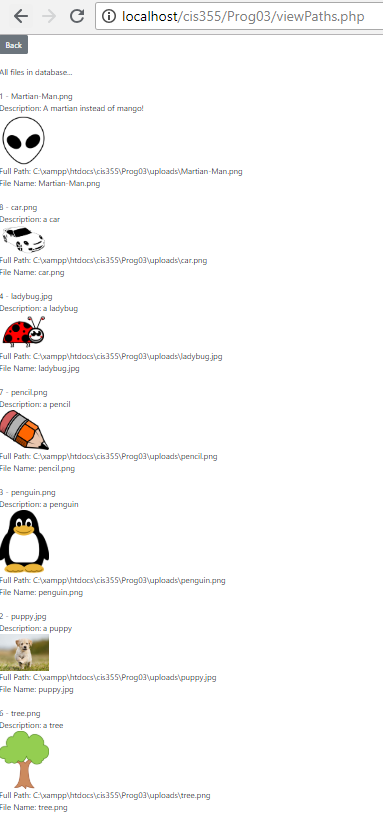 localhost/cis355/Prog03/viewPaths.php
Back
All files in database...
1 - Martian-Man.png
Description: A martian instead of mango!
Full Path: C:\xampp\htdocs\cis355\Prog03\uploads\Martian-Man.png
File Name: Martian-Man.png
8 - car.png
Description: a car
Full Path: C:\xampp\htdocs\cis355\Prog03\uploads\car.png
File Name: car.png
4 - ladybug.jpg
Description: a ladybug
Full Path: C:\xampp\htdocs\cis355\Prog03\uploads\ladybug.jpg
File Name: ladybug.jpg
7 - pencil.png
Description: a pencil
Full Path: C:\xampp\htdocs\cis355\Prog03\uploads\pencil.png
File Name: pencil.png
3 - penguin.png
Description: a penguin
Full Path: C:\xampp\htdocs\cis355\Prog03\uploads\penguin.png
File Name: penguin.png
2 - puppy.jpg
Description: a puppy
Full Path: C:\xampp\htdocs\cis355\Prog03\uploads\puppy.jpg
File Name: puppy.jpg
6 - tree.png
Description: a tree
Full Path: C:\xampp\htdocs\cis355\Prog03\uploads\tree.png
File Name: tree.png